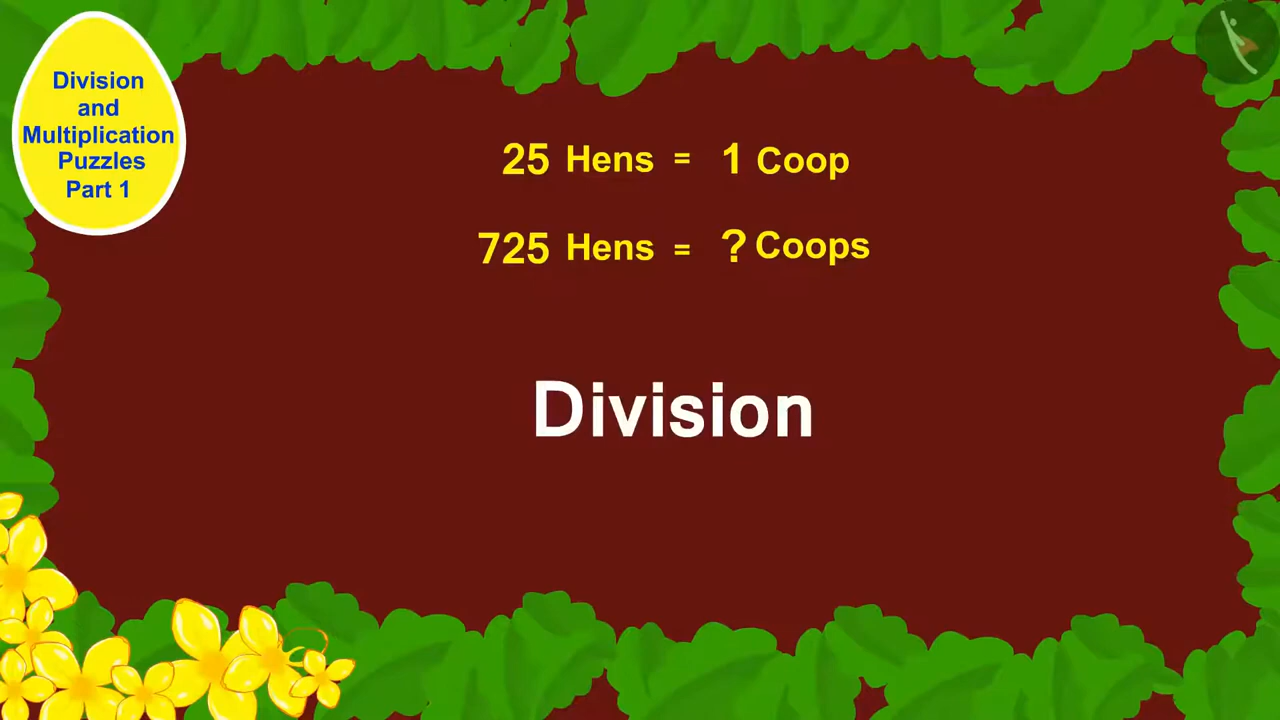 Division
and
Multiplication
Puzzles
Part 1
25 Hens = 1 Coop
725 Hens = ? Coops
Division